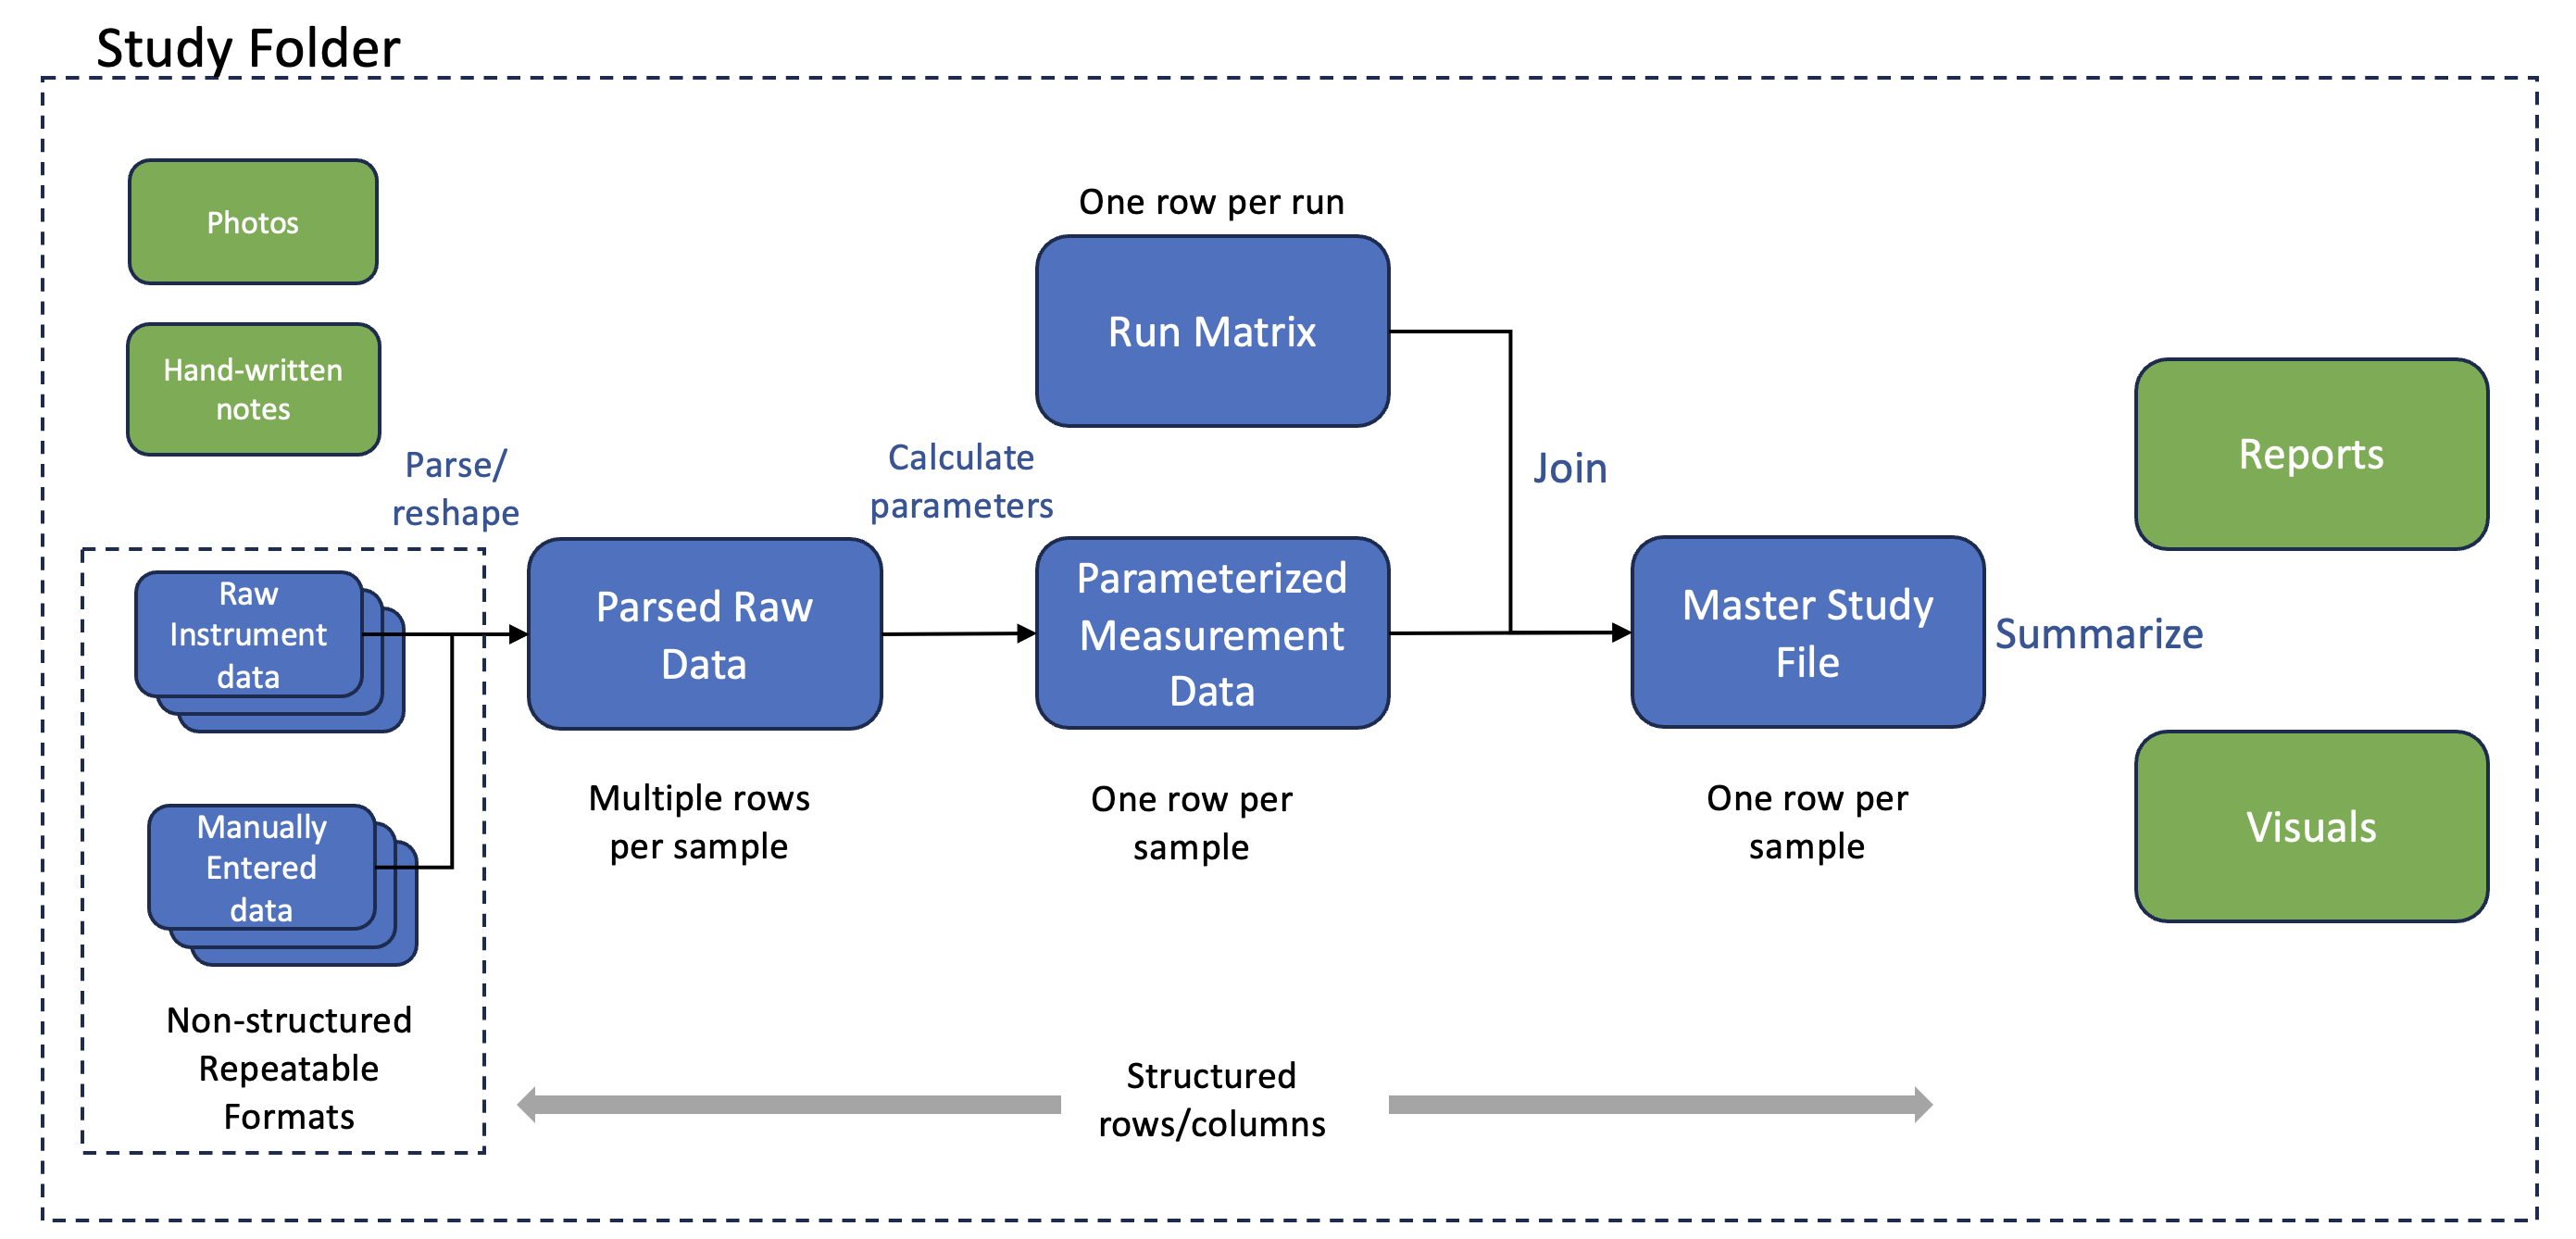 Study Folder
Photos
Hand-written
notes
Parse/
reshape
Raw
Instrument
data
Manually
Entered
data
Non-structured
Repeatable
Formats
Parsed Raw
Data
Multiple rows
per sample
Calculate
parameters
One row per run
Run Matrix
Parameterized
Measurement
Data
One row per
sample
Join
Master Study
File
One row per
sample
Summarize
Reports
Visuals
Structured
rows/columns